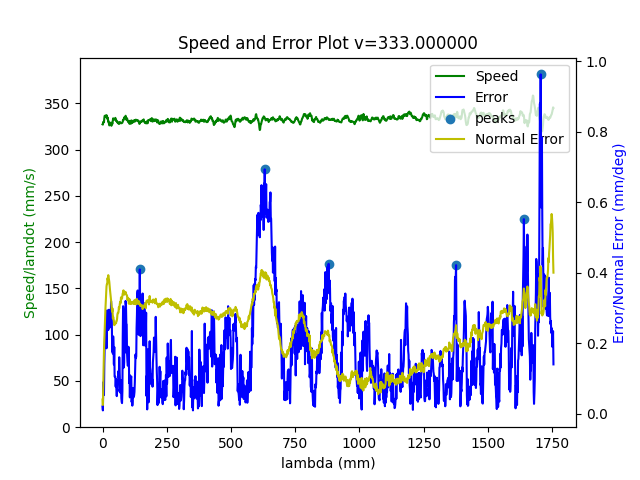 Speed and Error Plot v=333.000000
Speed
Error
peaks
Normal Error
Speed/lamdot (mm/s)
350
300
250
200
150
100
50
0
1.0
0.8
0.6
0.4
0.2
0.0
Error/Normal Error (mm/deg)
0 250 500 750 1000 1250 1500 1750
lambda (mm)